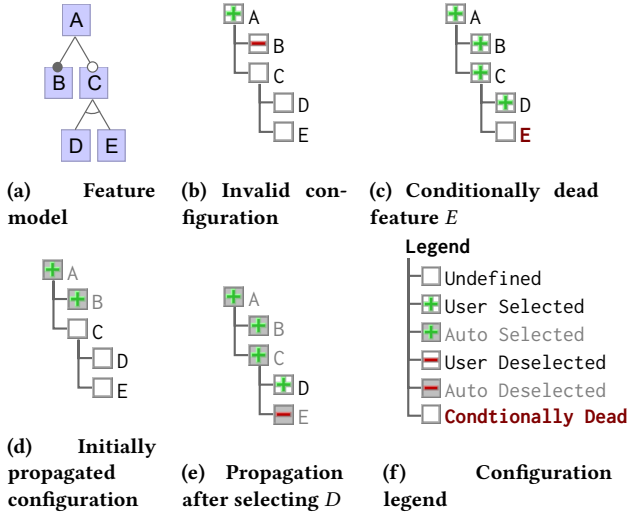 A
B
C
D
E
(a) Feature
model
A
B
C
D
E
(b) Invalid con-
figuration
A
B
C
D
E
(c) Conditionally dead
feature E
A
B
C
D
E
(d) Initially
propagated
configuration
A
B
C
D
E
(e) Propagation
after selecting D
Legend
Undefined
User Selected
Auto Selected
User Deselected
Auto Deselected
Condtionally Dead
(f) Configuration
legend